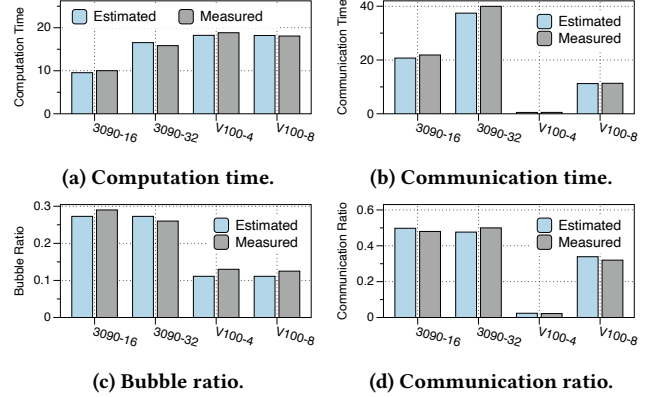 Computation Time
20
10
0
Estimated
Measured
3090-16
3090-32
V100-4
V100-8
(a) Computation time.
Communication Time
40
20
0
Estimated
Measured
3090-16
3090-32
V100-4
V100-8
(b) Communication time.
Bubble Ratio
0.3
0.2
0.1
0
Estimated
Measured
3090-16
3090-32
V100-4
V100-8
(c) Bubble ratio.
Communication Ratio
0.6
0.4
0.2
0
Estimated
Measured
3090-16
3090-32
V100-4
V100-8
(d) Communication ratio.